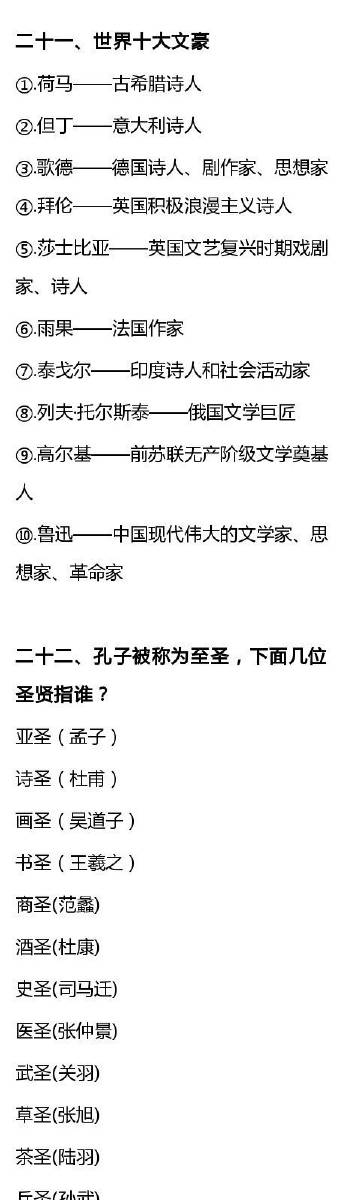 二十一、世界十大文豪
①.荷马——古希腊诗人
②.但丁——意大利诗人
③.歌德——德国诗人、剧作家、思想家
④.拜伦——英国积极浪漫主义诗人
⑤.莎士比亚——英国文艺复兴时期戏剧
家、诗人
⑥.雨果——法国作家
⑦.泰戈尔——印度诗人和社会活动家
⑧.列夫·托尔斯泰——俄国文学巨匠
⑨.高尔基——前苏联无产阶级文学奠基
人
⑩.鲁迅——中国现代伟大的文学家、思
想家、革命家
二十二、孔子被称为至圣，下面几位
圣贤指谁？
亚圣（孟子）
诗圣（杜甫）
画圣（吴道子）
书圣（王羲之）
商圣(范蠡)
酒圣(杜康)
史圣(司马迁)
医圣(张仲景)
武圣(关羽)
草圣(张旭)
茶圣(陆羽)
兵圣(孙武)